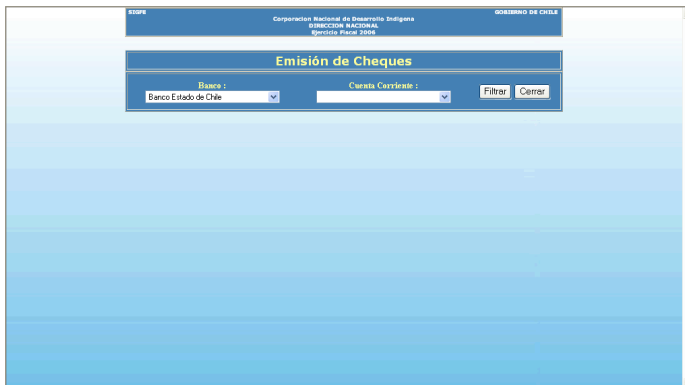 SIGFE
GOBIERNO DE CHILE
Corporacion Nacional de Desarrollo Indigena
DIRECCION NACIONAL
Ejercicio Fiscal 2006
Emisión de Cheques
Banco :
Cuenta Corriente :
Banco Estado de Chile
Filtrar
Cerrar